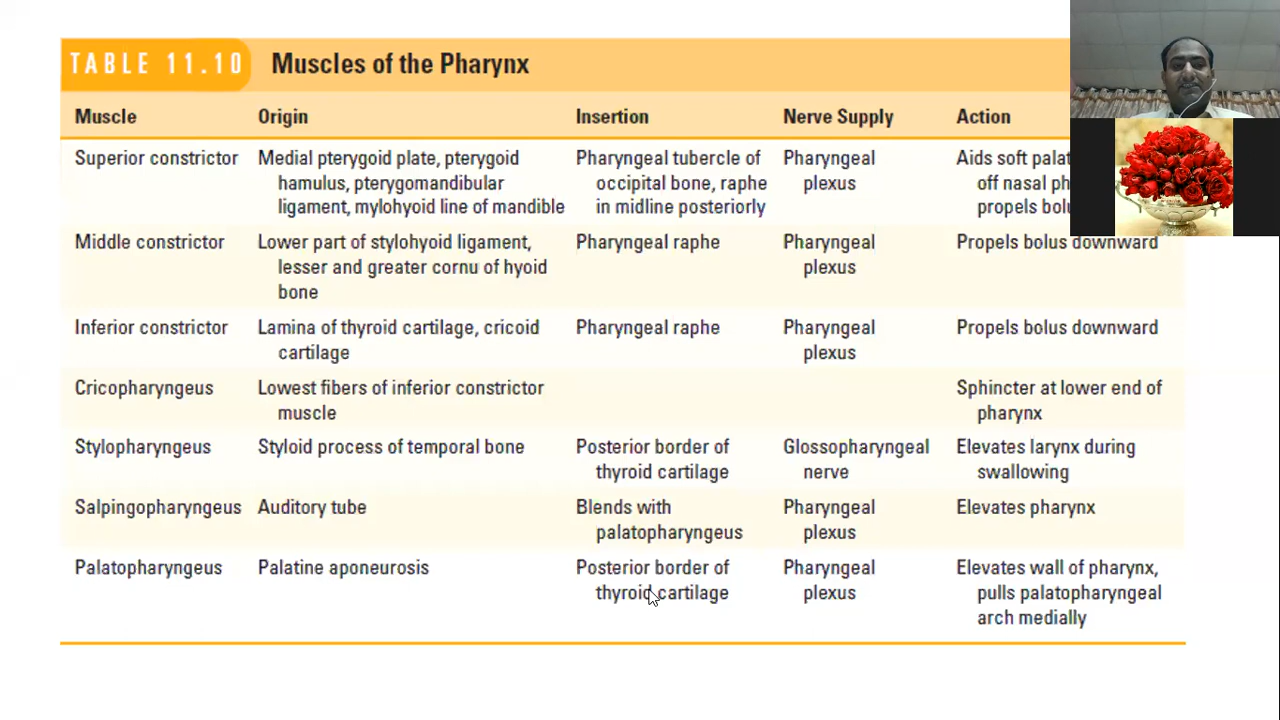 TABLE 11.10 Muscles of the Pharynx
Muscle Origin Insertion Nerve Supply Action
Superior constrictor Medial pterygoid plate, pterygoid Pharyngeal tubercle of Pharyngeal Aids soft
hamulus, pterygomandibular occipital bone, raphe plexus off nasal
ligament, mylohyoid line of mandible in midline posteriorly propels
Middle constrictor Lower part of stylohyoid ligament, Pharyngeal raphe Pharyngeal Propels bolus downward
lesser and greater cornu of hyoid plexus
bone
Inferior constrictor Lamina of thyroid cartilage, cricoid Pharyngeal raphe Pharyngeal Propels bolus downward
cartilage plexus
Cricopharyngeus Lowest fibers of inferior constrictor Sphincter at lower end of
muscle pharynx
Stylopharyngeus Styloid process of temporal bone Posterior border of Glossopharyngeal Elevates larynx during
thyroid cartilage nerve swallowing
Salpingopharyngeus Auditory tube Blends with Pharyngeal Elevates pharynx
palatopharyngeus plexus
Palatopharyngeus Palatine aponeurosis Posterior border of Pharyngeal Elevates wall of pharynx,
thyroid cartilage plexus pulls palatopharyngeal
arch medially